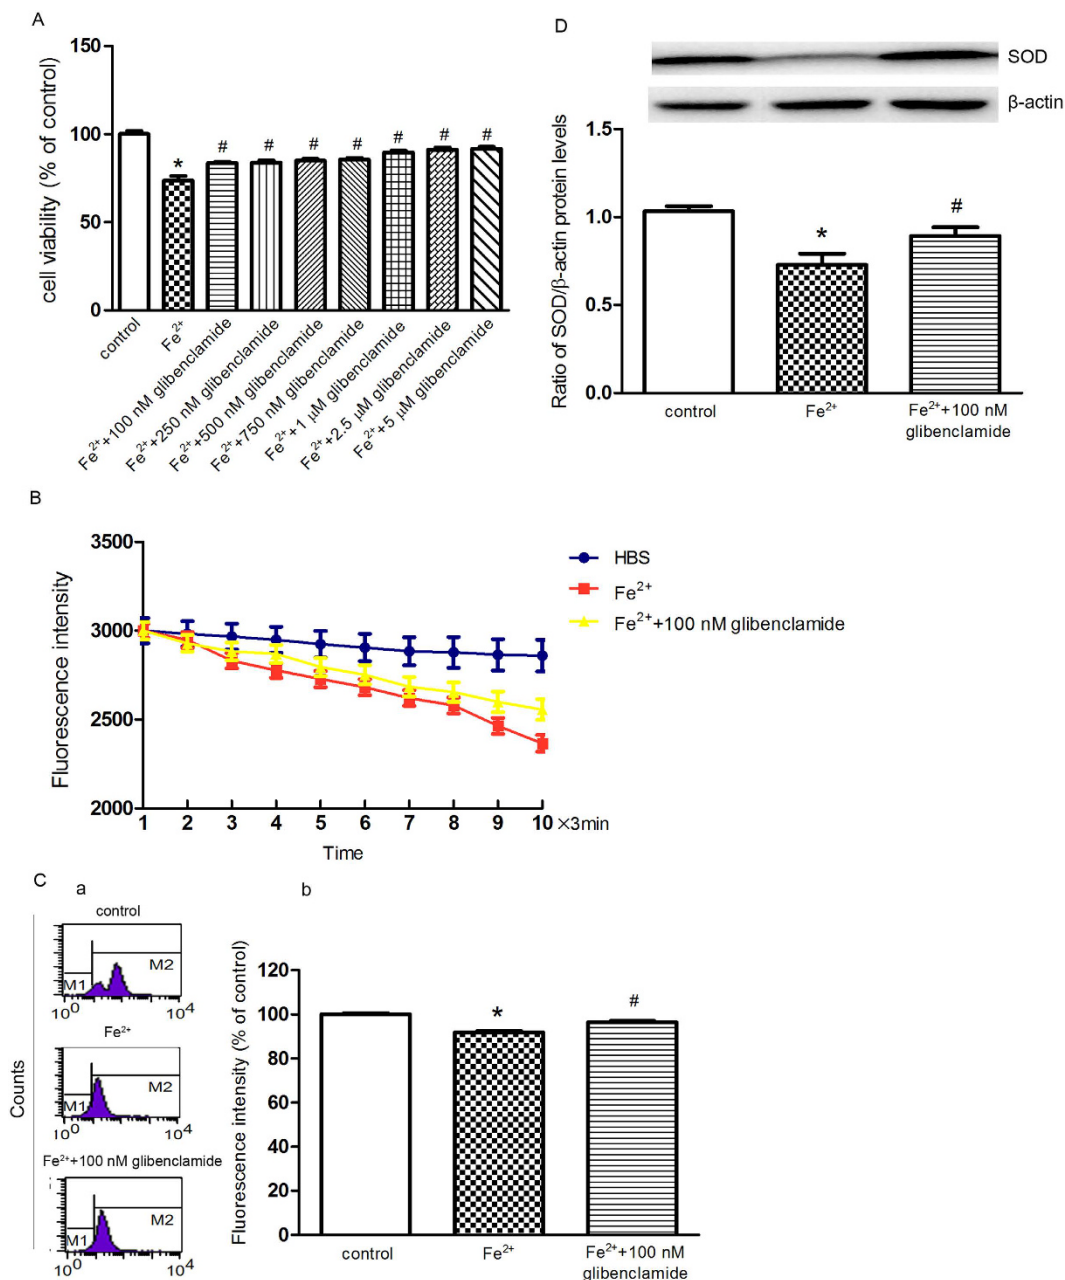 A
cell viability (% of control)
150
100
50
0
*
#
#
#
#
#
#
#
control
Fe²⁺
Fe²⁺+100 nM glibenclamide
Fe²⁺+250 nM glibenclamide
Fe²⁺+500 nM glibenclamide
Fe²⁺+750 nM glibenclamide
Fe²⁺+1 μM glibenclamide
Fe²⁺+2.5 μM glibenclamide
Fe²⁺+5 μM glibenclamide
D
SOD
β-actin
Ratio of SOD/β-actin protein levels
1.5
1.0
0.5
0.0
*
#
control
Fe²⁺
Fe²⁺+100 nM
glibenclamide
B
Fluorescence intensity
3500
3000
2500
2000
1 2 3 4 5 6 7 8 9 10 ×3min
Time
HBS
Fe²⁺
Fe²⁺+100 nM glibenclamide
C
a
Counts
control
M1
M2
10⁰ 10⁴
Fe²⁺
M1
M2
10⁰ 10⁴
Fe²⁺+100 nM glibenclamide
M1
M2
10⁰ 10⁴
b
Fluorescence intensity (% of control)
120
100
80
60
40
20
0
*
#
control
Fe²⁺
Fe²⁺+100 nM
glibenclamide